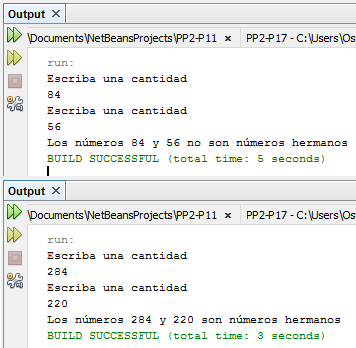 Output ×
\Documents\NetBeansProjects\PP2-P11 × PP2-P17 - C:\Users\Os
run:
Escriba una cantidad
84
Escriba una cantidad
56
Los números 84 y 56 no son números hermanos
BUILD SUCCESSFUL (total time: 5 seconds)
Output ×
\Documents\NetBeansProjects\PP2-P11 × PP2-P17 - C:\Users\Os
run:
Escriba una cantidad
284
Escriba una cantidad
220
Los números 284 y 220 son números hermanos
BUILD SUCCESSFUL (total time: 3 seconds)